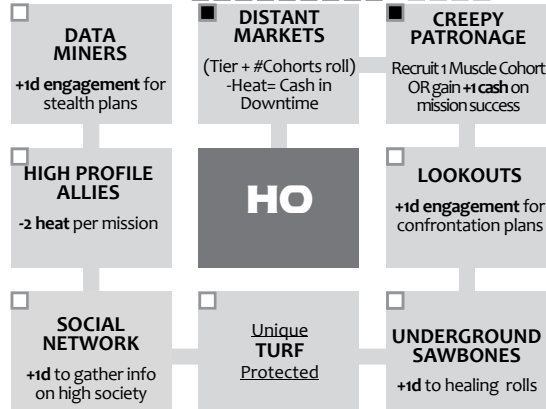 DATA
MINERS
+1d engagement for
stealth plans
DISTANT
MARKETS
(Tier + #Cohorts roll)
-Heat= Cash in
Downtime
CREEPY
PATRONAGE
Recruit 1 Muscle Cohort
OR gain +1 cash on
mission success
HIGH PROFILE
ALLIES
-2 heat per mission
HO
LOOKOUTS
+1d engagement for
confrontation plans
SOCIAL
NETWORK
+1d to gather info
on high society
Unique
TURF
Protected
UNDERGROUND
SAWBONES
+1d to healing rolls